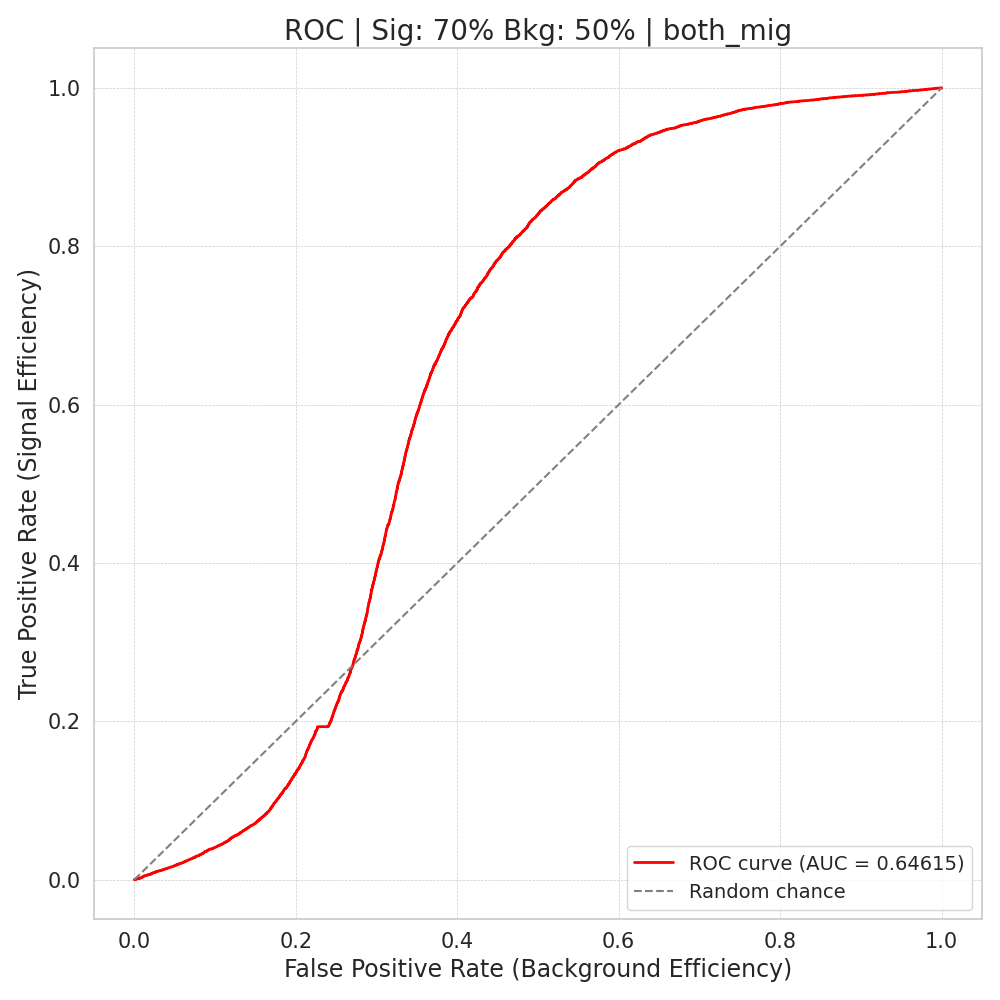 ROC | Sig: 70% Bkg: 50% | both_mig
True Positive Rate (Signal Efficiency)
1.0
0.8
0.6
0.4
0.2
0.0
ROC curve (AUC = 0.64615)
Random chance
0.0 0.2 0.4 0.6 0.8 1.0
False Positive Rate (Background Efficiency)